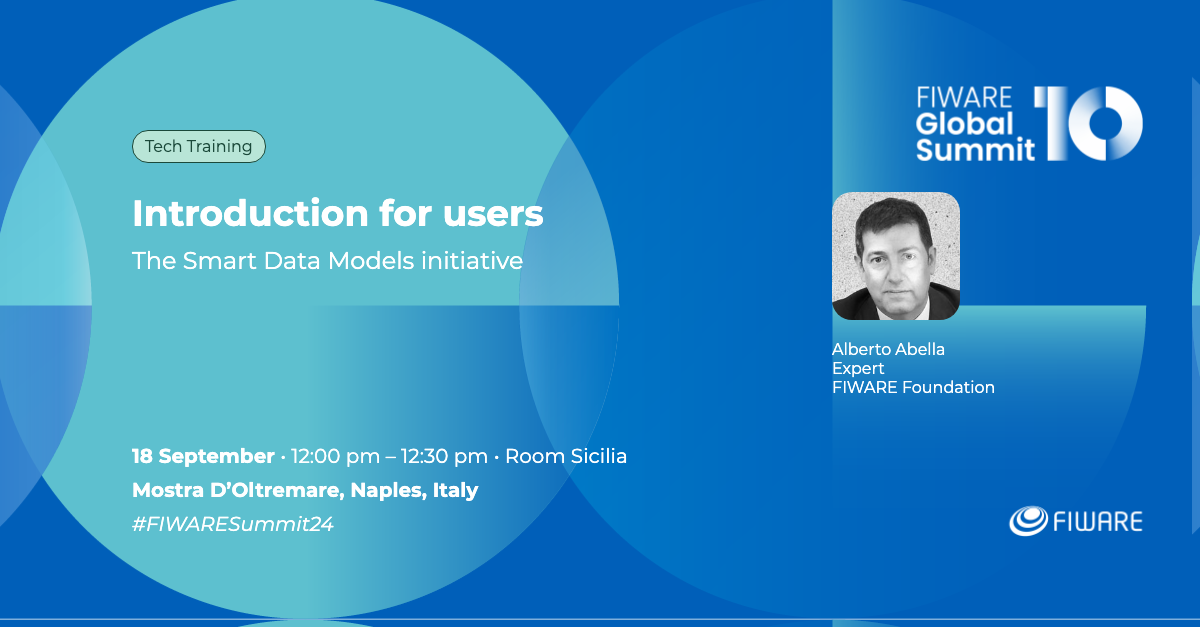 Tech Training
Introduction for users
The Smart Data Models initiative
18 September · 12:00 pm – 12:30 pm • Room Sicilia
Mostra D’Oltremare, Naples, Italy
#FIWARESummit24
FIWARE
Global
Summit
10
Alberto Abella
Expert
FIWARE Foundation
FIWARE